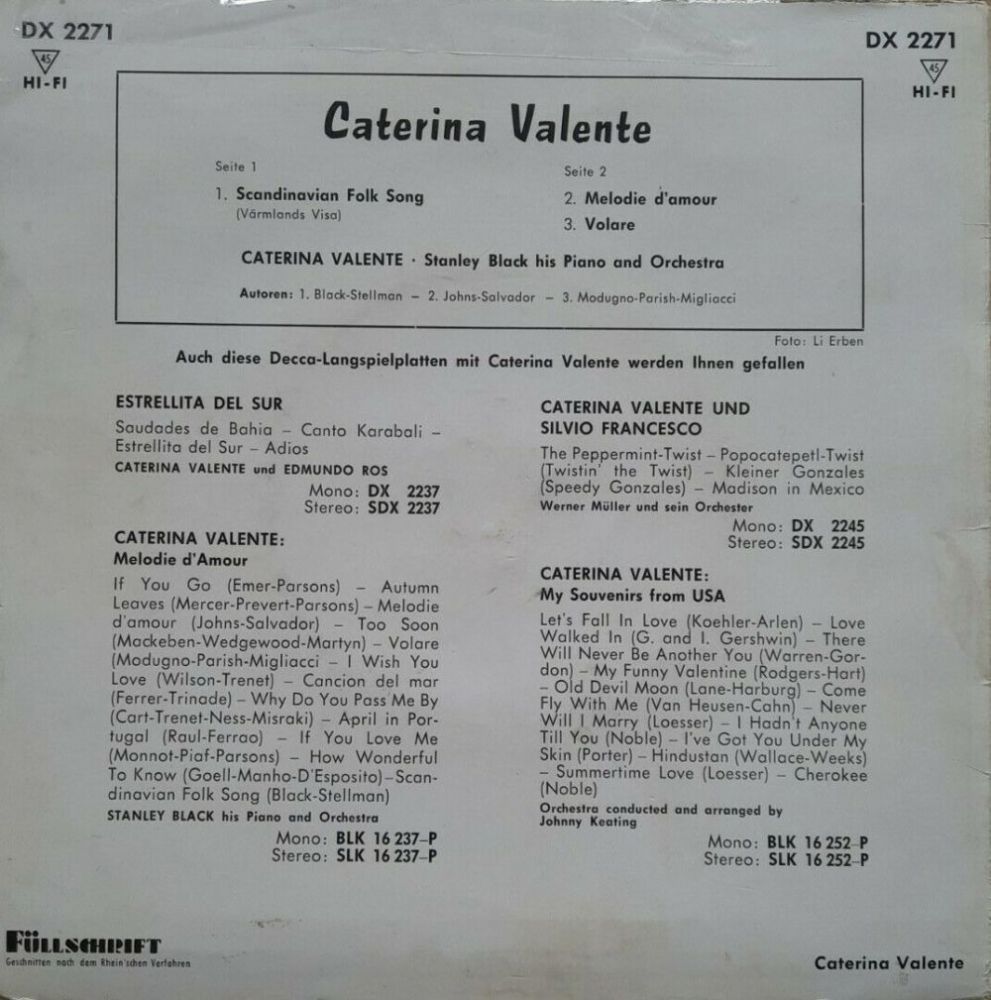 DX 2271
45
HI-FI
DX 2271
45
HI-FI
Caterina Valente
Seite 1
1. Scandinavian Folk Song
(Värmlands Visa)
Seite 2
2. Melodie d'amour
3. Volare
CATERINA VALENTE · Stanley Black his Piano and Orchestra
Autoren: 1. Black-Stellman – 2. Johns-Salvador – 3. Modugno-Parish-Migliacci
Foto: Li Erben
Auch diese Decca-Langspielplatten mit Caterina Valente werden Ihnen gefallen
ESTRELLITA DEL SUR
Saudades de Bahia – Canto Karabali –
Estrellita del Sur – Adios
CATERINA VALENTE und EDMUNDO ROS
Mono: DX 2237
Stereo: SDX 2237
CATERINA VALENTE:
Melodie d'Amour
If You Go (Emer-Parsons) – Autumn
Leaves (Mercer-Prevert-Parsons) – Melodie
d'amour (Johns-Salvador) – Too Soon
(Mackeben-Wedgewood-Martyn) – Volare
(Modugno-Parish-Migliacci – I Wish You
Love (Wilson-Trenet) – Cancion del mar
(Ferrer-Trinade) – Why Do You Pass Me By
(Cart-Trenet-Ness-Misraki) – April in Por-
tugal (Raul-Ferrao) – If You Love Me
(Monnot-Piaf-Parsons) – How Wonderful
To Know (Goell-Manho-D'Esposito) – Scan-
dinavian Folk Song (Black-Stellman)
STANLEY BLACK his Piano and Orchestra
Mono: BLK 16 237-P
Stereo: SLK 16 237-P
CATERINA VALENTE UND
SILVIO FRANCESCO
The Peppermint-Twist – Popocatepetl-Twist
(Twistin' the Twist) – Kleiner Gonzales
(Speedy Gonzales) – Madison in Mexico
Werner Müller und sein Orchester
Mono: DX 2245
Stereo: SDX 2245
CATERINA VALENTE:
My Souvenirs from USA
Let's Fall In Love (Koehler-Arlen) – Love
Walked In (G. and I. Gershwin) – There
Will Never Be Another You (Warren-Gor-
don) – My Funny Valentine (Rodgers-Hart)
– Old Devil Moon (Lane-Harburg) – Come
Fly With Me (Van Heusen-Cahn) – Never
Will I Marry (Loesser) – I Hadn't Anyone
Till You (Noble) – I've Got You Under My
Skin (Porter) – Hindustan (Wallace-Weeks)
– Summertime Love (Loesser) – Cherokee
(Noble)
Orchestra conducted and arranged by
Johnny Keating
Mono: BLK 16 252-P
Stereo: SLK 16 252-P
FÜLLSCHRIFT
Geschnitten nach dem Rhein'schen Verfahren
Caterina Valente